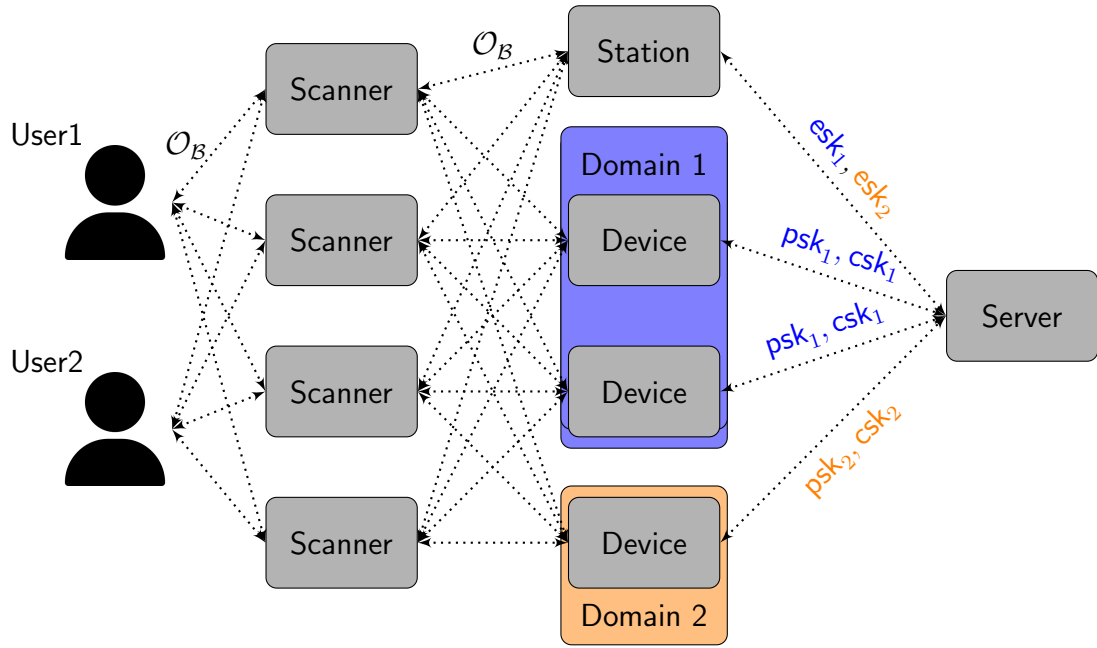 User1
User2
𝒪_ℬ
Scanner
Scanner
Scanner
Scanner
𝒪_ℬ
Station
Domain 1
Device
Device
Device
Domain 2
esk₁, esk₂
psk₁, csk₁
psk₁, csk₁
psk₂, csk₂
Server